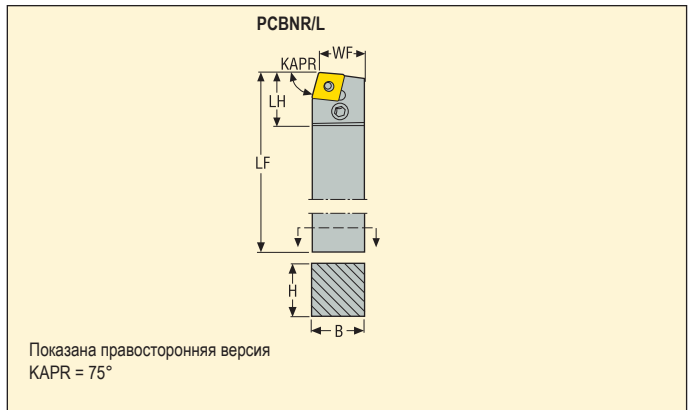 PCBNR/L
WF
KAPR
LH
LF
H
B
Показана правосторонняя версия
KAPR = 75°